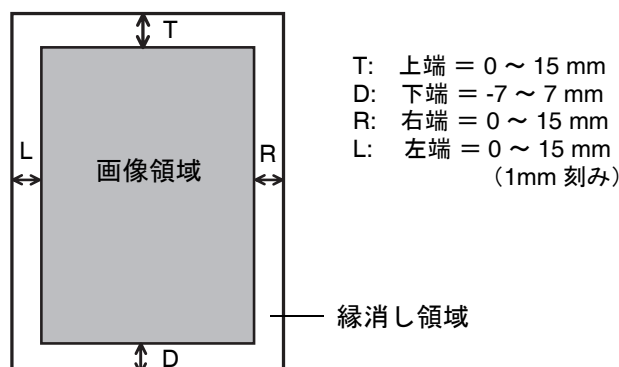 T
T: 上端 = 0 ～ 15 mm
D: 下端 = -7 ～ 7 mm
R: 右端 = 0 ～ 15 mm
L: 左端 = 0 ～ 15 mm
（1mm 刻み）
L
画像領域
R
縁消し領域
D